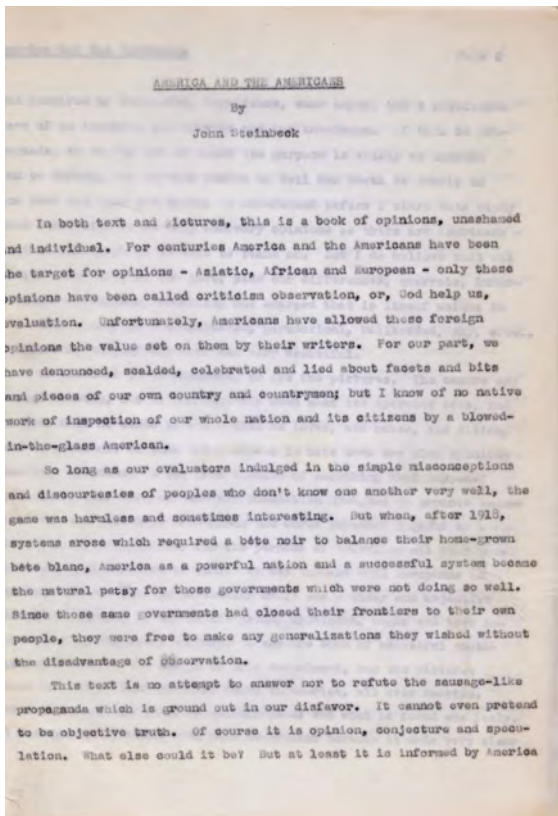 AMERICA AND THE AMERICANS
By
John Steinbeck
In both text and pictures, this is a book of opinions, unashamed
and individual. For centuries America and the Americans have been
the target for opinions - Asiatic, African and European - only these
opinions have been called criticism observation, or, God help us,
evaluation. Unfortunately, Americans have allowed these foreign
opinions the value set on them by their writers. For our part, we
have denounced, scalded, celebrated and lied about facets and bits
and pieces of our own country and countrymen; but I know of no native
work of inspection of our whole nation and its citizens by a blowed-
in-the-glass American.
So long as our evaluators indulged in the simple misconceptions
and discourtesies of peoples who don't know one another very well, the
game was harmless and sometimes interesting. But when, after 1918,
systems arose which required a bête noir to balance their home-grown
bête blanc, America as a powerful nation and a successful system became
the natural patsy for those governments which were not doing so well.
Since those same governments had closed their frontiers to their own
people, they were free to make any generalizations they wished without
the disadvantage of observation.
This text is no attempt to answer nor to refute the sausage-like
propaganda which is ground out in our disfavor. It cannot even pretend
to be objective truth. Of course it is opinion, conjecture and specu-
lation. What else could it be? But at least it is informed by America